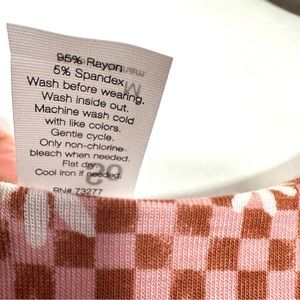 95% Rayon
5% Spandex
Wash before wearing.
Wash inside out.
Machine wash cold
with like colors.
Gentle cycle.
Only non-chlorine
bleach when needed.
Flat dry.
Cool iron if needed.
RN# 73277